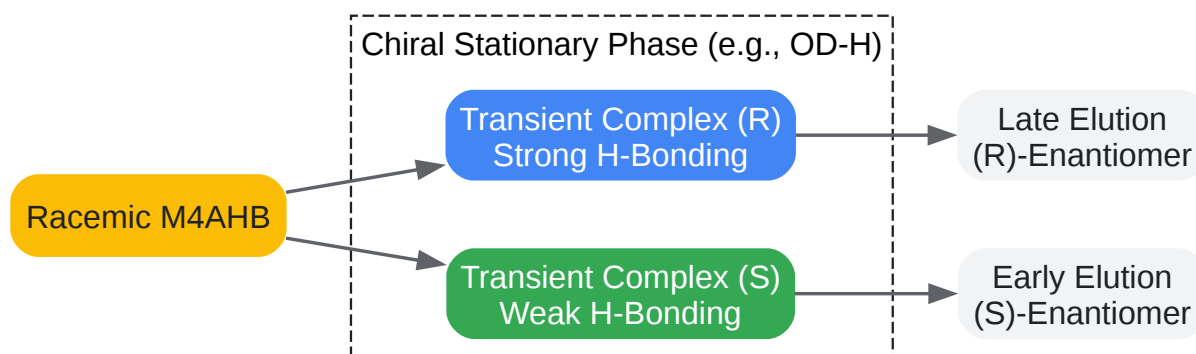 Chiral Stationary Phase (e.g., OD-H)
Transient Complex (R)
Strong H-Bonding
Late Elution
(R)-Enantiomer
Racemic M4AHB
Transient Complex (S)
Weak H-Bonding
Early Elution
(S)-Enantiomer